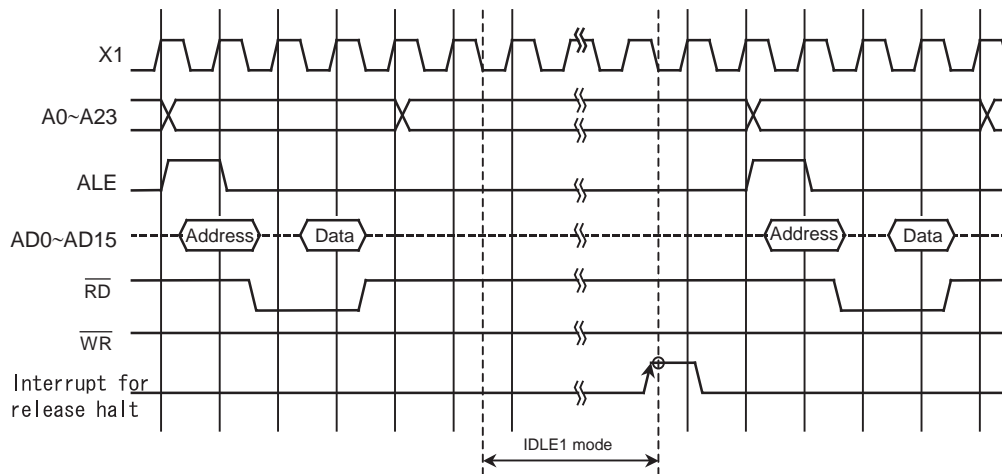 X1
A0~A23
ALE
AD0~AD15
Address
Data
Address
Data
RD
WR
Interrupt for
release halt
IDLE1 mode